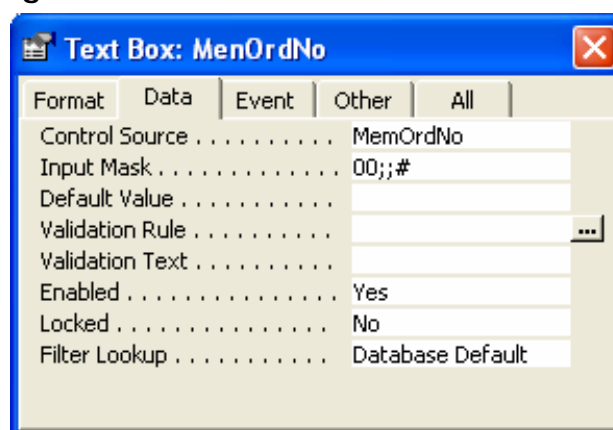 Text Box: MenOrdNo
Format Data Event Other All
Control Source . . . . . . . . . . MemOrdNo
Input Mask . . . . . . . . . . . . . 00;;#
Default Value . . . . . . . . . . .
Validation Rule . . . . . . . . . . ...
Validation Text . . . . . . . . . .
Enabled . . . . . . . . . . . . . . . Yes
Locked . . . . . . . . . . . . . . . No
Filter Lookup . . . . . . . . . . . Database Default